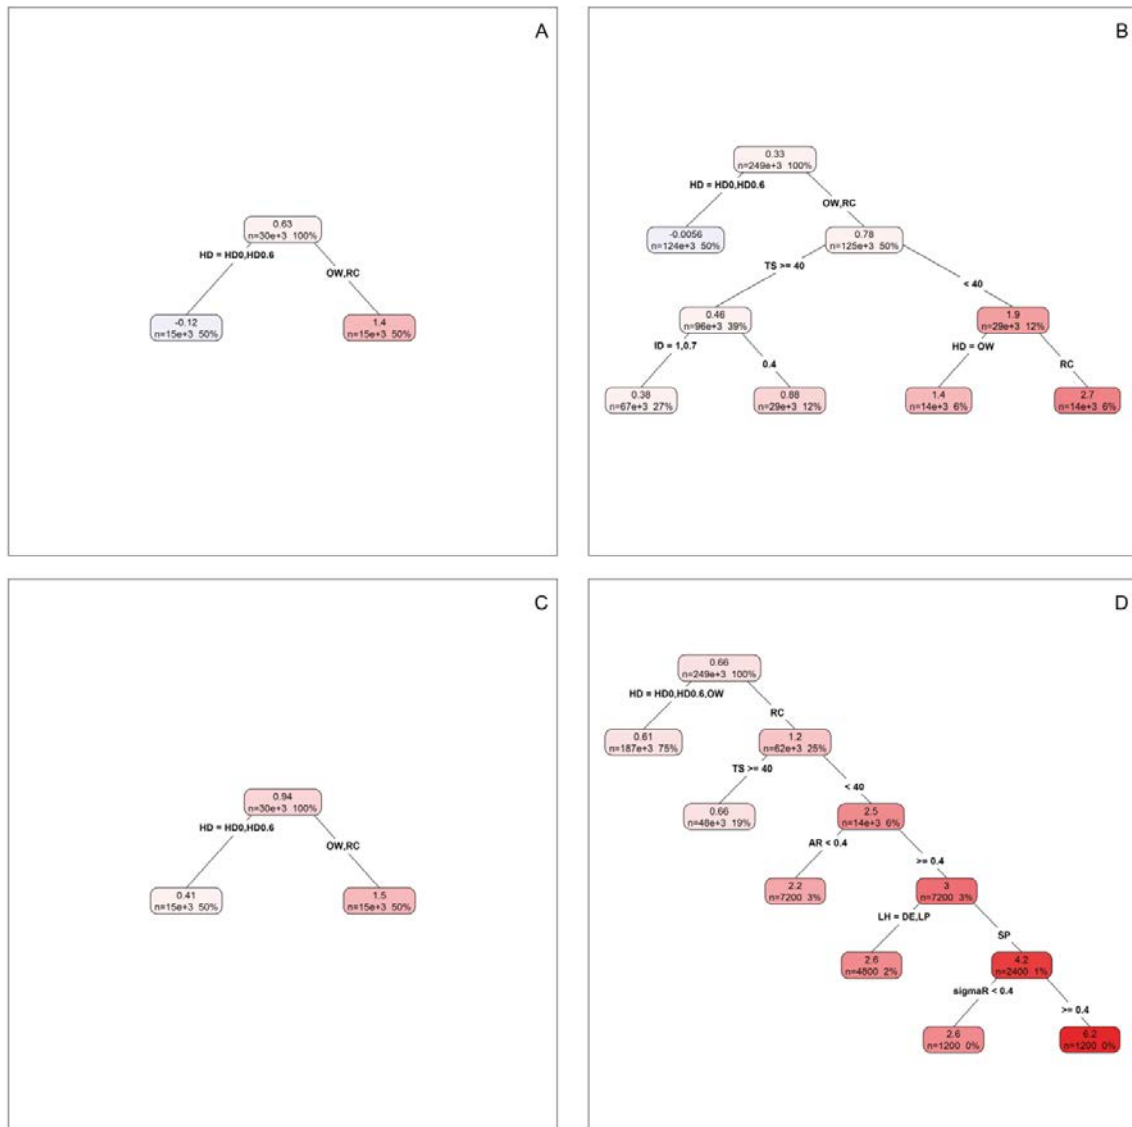 A
0.63
n=30e+3 100%
HD = HD0,HD0.6
OW,RC
-0.12
n=15e+3 50%
1.4
n=15e+3 50%
B
0.33
n=249e+3 100%
HD = HD0,HD0.6
OW,RC
-0.0056
n=124e+3 50%
0.78
n=125e+3 50%
TS >= 40
< 40
0.46
n=96e+3 39%
1.9
n=29e+3 12%
ID = 1,0.7
0.4
HD = OW
RC
0.38
n=67e+3 27%
0.88
n=29e+3 12%
1.4
n=14e+3 6%
2.7
n=14e+3 6%
C
0.94
n=30e+3 100%
HD = HD0,HD0.6
OW,RC
0.41
n=15e+3 50%
1.5
n=15e+3 50%
D
0.66
n=249e+3 100%
HD = HD0,HD0.6,OW
RC
0.61
n=187e+3 75%
1.2
n=62e+3 25%
TS >= 40
< 40
0.66
n=48e+3 19%
2.5
n=14e+3 6%
AR < 0.4
>= 0.4
2.2
n=7200 3%
3
n=7200 3%
LH = DE,LP
SP
2.6
n=4800 2%
4.2
n=2400 1%
sigmaR < 0.4
>= 0.4
2.6
n=1200 0%
6.2
n=1200 0%